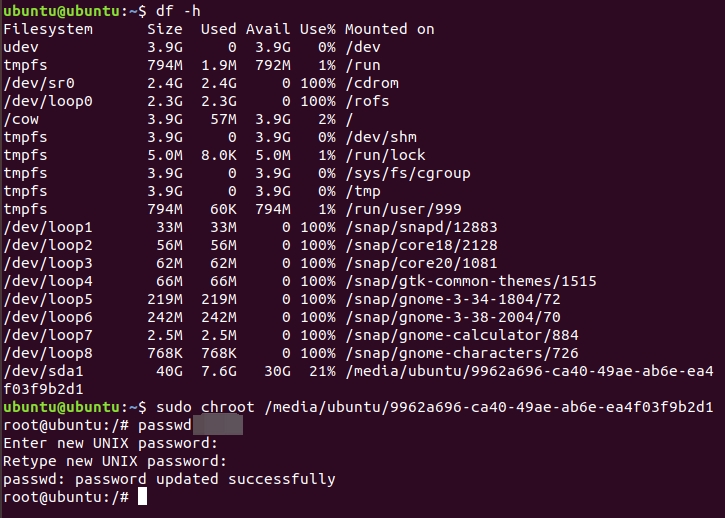 ubuntu@ubuntu:~$ df -h
Filesystem      Size  Used Avail Use% Mounted on
udev            3.9G     0  3.9G   0% /dev
tmpfs           794M  1.9M  792M   1% /run
/dev/sr0        2.4G  2.4G     0 100% /cdrom
/dev/loop0      2.3G  2.3G     0 100% /rofs
/cow            3.9G   57M  3.9G   2% /
tmpfs           3.9G     0  3.9G   0% /dev/shm
tmpfs           5.0M  8.0K  5.0M   1% /run/lock
tmpfs           3.9G     0  3.9G   0% /sys/fs/cgroup
tmpfs           3.9G     0  3.9G   0% /tmp
tmpfs           794M   60K  794M   1% /run/user/999
/dev/loop1       33M   33M     0 100% /snap/snapd/12883
/dev/loop2       56M   56M     0 100% /snap/core18/2128
/dev/loop3       62M   62M     0 100% /snap/core20/1081
/dev/loop4       66M   66M     0 100% /snap/gtk-common-themes/1515
/dev/loop5      219M  219M     0 100% /snap/gnome-3-34-1804/72
/dev/loop6      242M  242M     0 100% /snap/gnome-3-38-2004/70
/dev/loop7      2.5M  2.5M     0 100% /snap/gnome-calculator/884
/dev/loop8      768K  768K     0 100% /snap/gnome-characters/726
/dev/sda1        40G  7.6G   30G  21% /media/ubuntu/9962a696-ca40-49ae-ab6e-ea4
f03f9b2d1
ubuntu@ubuntu:~$ sudo chroot /media/ubuntu/9962a696-ca40-49ae-ab6e-ea4f03f9b2d1
root@ubuntu:/# passwd
Enter new UNIX password:
Retype new UNIX password:
passwd: password updated successfully
root@ubuntu:/#